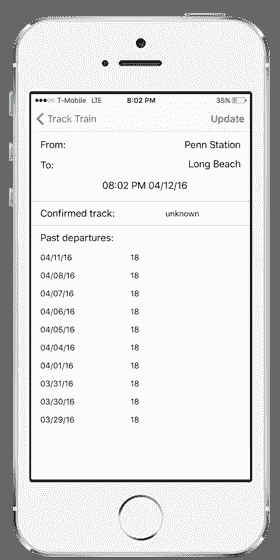 T-Mobile LTE 8:02 PM 35%
Track Train Update
From: Penn Station
To: Long Beach
08:02 PM 04/12/16
Confirmed track: unknown
Past departures:
04/11/16 18
04/08/16 18
04/07/16 18
04/06/16 18
04/05/16 18
04/04/16 18
04/01/16 18
03/31/16 18
03/30/16 18
03/29/16 18